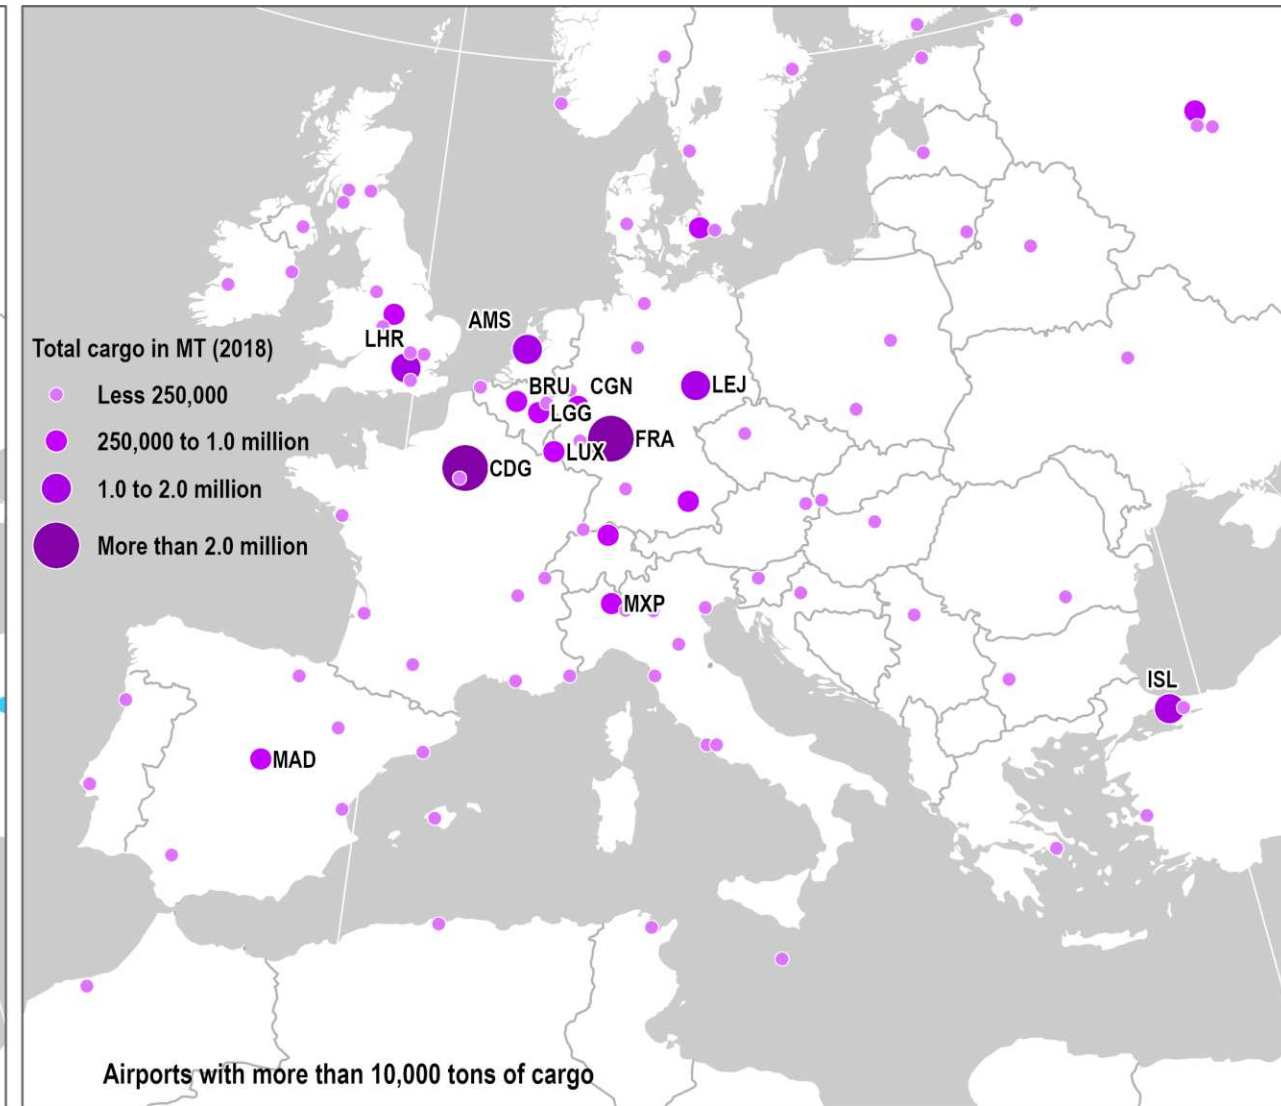 AMS
LHR
Total cargo in MT (2018)
Less 250,000
250,000 to 1.0 million
1.0 to 2.0 million
More than 2.0 million
BRU
CGN
LEJ
LGG
FRA
LUX
CDG
MXP
ISL
MAD
Airports with more than 10,000 tons of cargo